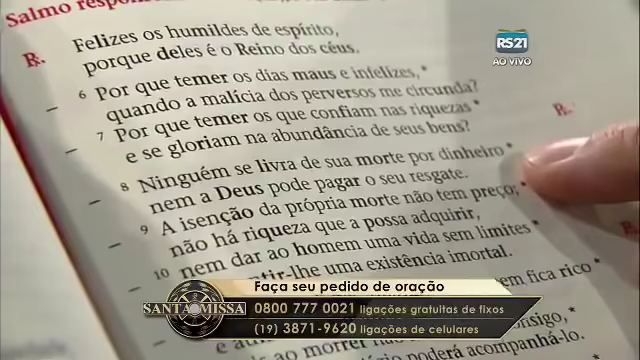 Salmo
RS21
AO VIVO
R. Felizes os humildes de espírito,
porque deles é o Reino dos céus.
– 6 Por que temer os dias maus e infelizes, *
quando a malícia dos perversos me circunda?
– 7 Por que temer os que confiam nas riquezas *
e se gloriam na abundância de seus bens? R.
– 8 Ninguém se livra de sua morte por dinheiro *
nem a Deus pode pagar o seu resgate.
– 9 A isenção da própria morte não tem preço; *
não há riqueza que a possa adquirir,
– 10 nem dar ao homem uma vida sem limites *
-lhe uma existência imortal.
fica rico *
ao morrer não
poderá acompanhá-lo.
Faça seu pedido de oração
SANTA MISSA
0800 777 0021 ligações gratuitas de fixos
(19) 3871-9620 ligações de celulares